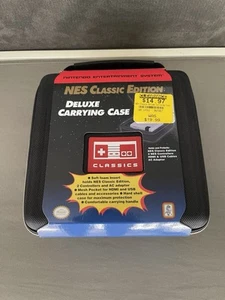 NINTENDO ENTERTAINMENT SYSTEM
NES CLASSIC EDITION
DELUXE
CARRYING CASE
$14.97
CLASSICS
Soft foam insert
holds NES Classic Edition,
2 Controllers and AC adapter
Mesh Pocket for HDMI and USB
cables and accessories
Hard shell
case for maximum protection
Comfortable carrying handle